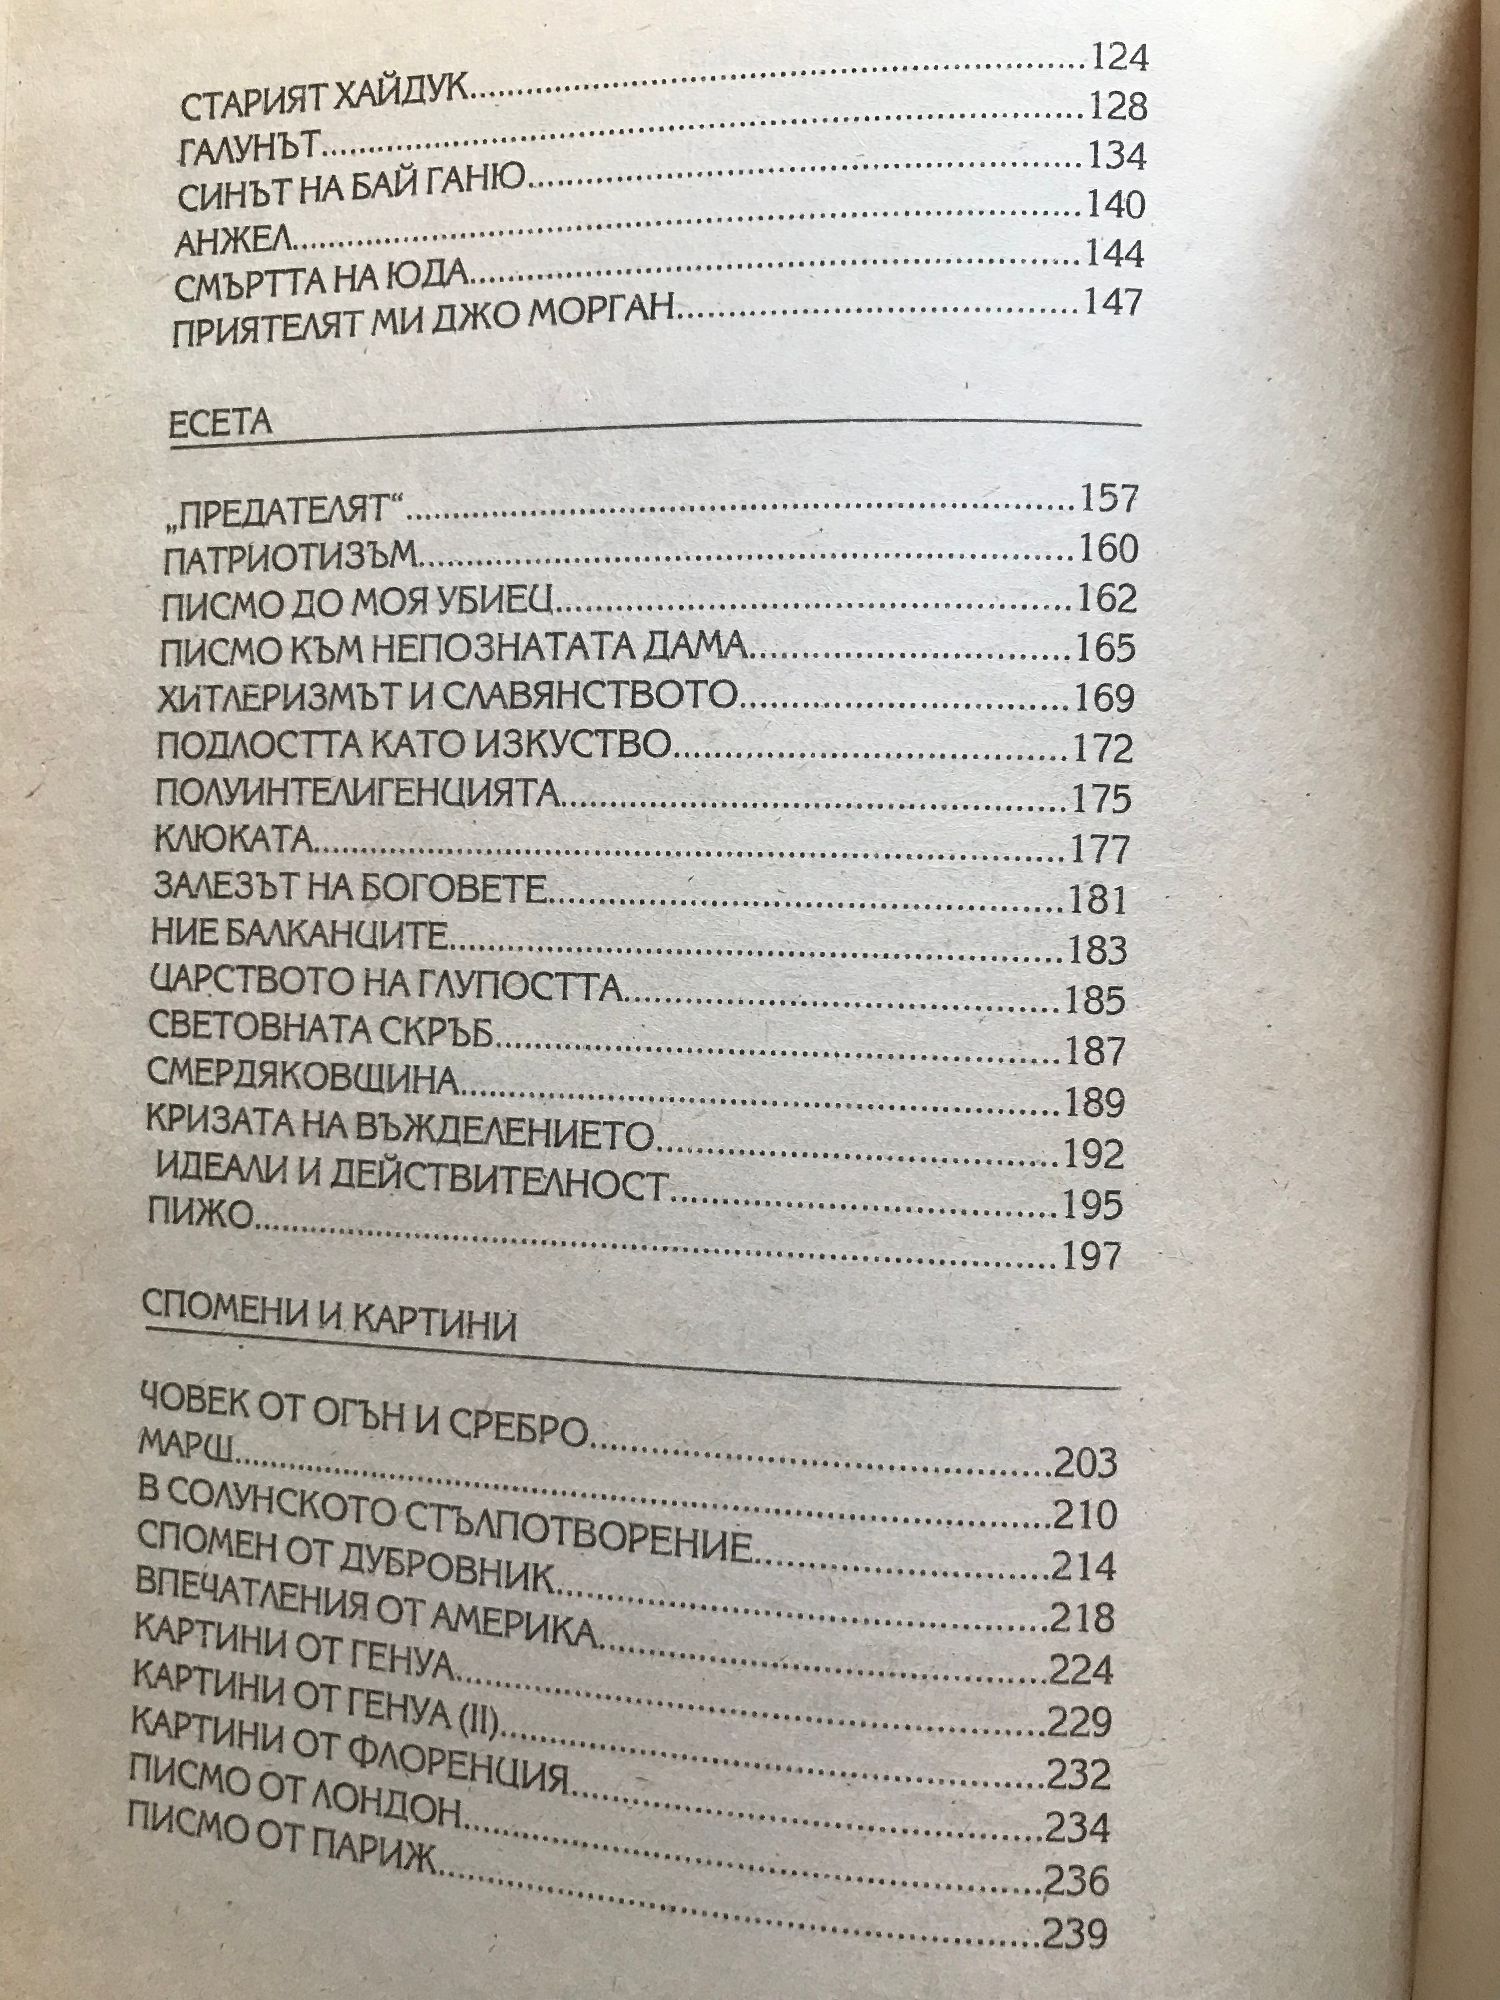 СТАРИЯТ ХАЙДУК..........124
ГАЛУНЪТ..........128
СИНЪТ НА БАЙ ГАНЮ..........134
АНЖЕЛ..........140
СМЪРТТА НА ЮДА..........144
ПРИЯТЕЛЯТ МИ ДЖО МОРГАН..........147
ЕСЕТА
„ПРЕДАТЕЛЯТ“..........157
ПАТРИОТИЗЪМ..........160
ПИСМО ДО МОЯ УБИЕЦ..........162
ПИСМО КЪМ НЕПОЗНАТАТА ДАМА..........165
ХИТЛЕРИЗМЪТ И СЛАВЯНСТВОТО..........169
ПОДЛОСТТА КАТО ИЗКУСТВО..........172
ПОЛУИНТЕЛИГЕНЦИЯТА..........175
КЛЮКАТА..........177
ЗАЛЕЗЪТ НА БОГОВЕТЕ..........181
НИЕ БАЛКАНЦИТЕ..........183
ЦАРСТВОТО НА ГЛУПОСТТА..........185
СВЕТОВНАТА СКРЪБ..........187
СМЕРДЯКОВЩИНА..........189
КРИЗАТА НА ВЪЖДЕЛЕНИЕТО..........192
ИДЕАЛИ И ДЕЙСТВИТЕЛНОСТ..........195
ПИЖО..........197
СПОМЕНИ И КАРТИНИ
ЧОВЕК ОТ ОГЪН И СРЕБРО..........203
МАРШ..........210
В СОЛУНСКОТО СТЪЛПОТВОРЕНИЕ..........214
СПОМЕН ОТ ДУБРОВНИК..........218
ВПЕЧАТЛЕНИЯ ОТ АМЕРИКА..........224
КАРТИНИ ОТ ГЕНУА..........229
КАРТИНИ ОТ ГЕНУА (II)..........232
КАРТИНИ ОТ ФЛОРЕНЦИЯ..........234
ПИСМО ОТ ЛОНДОН..........236
ПИСМО ОТ ПАРИЖ..........239